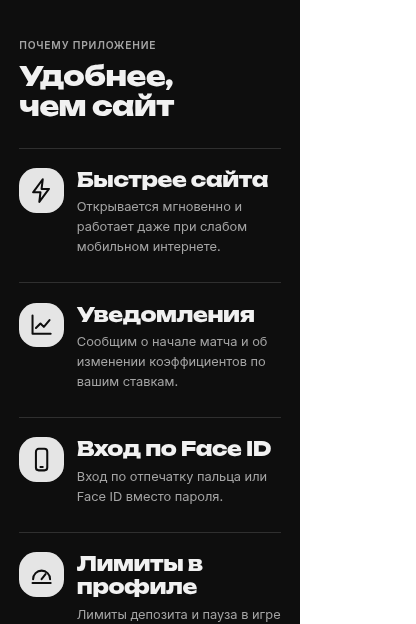 ПОЧЕМУ ПРИЛОЖЕНИЕ
Удобнее,
чем сайт
Быстрее сайта
Открывается мгновенно и
работает даже при слабом
мобильном интернете.
Уведомления
Сообщим о начале матча и об
изменении коэффициентов по
вашим ставкам.
Вход по Face ID
Вход по отпечатку пальца или
Face ID вместо пароля.
Лимиты в
профиле
Лимиты депозита и пауза в игре